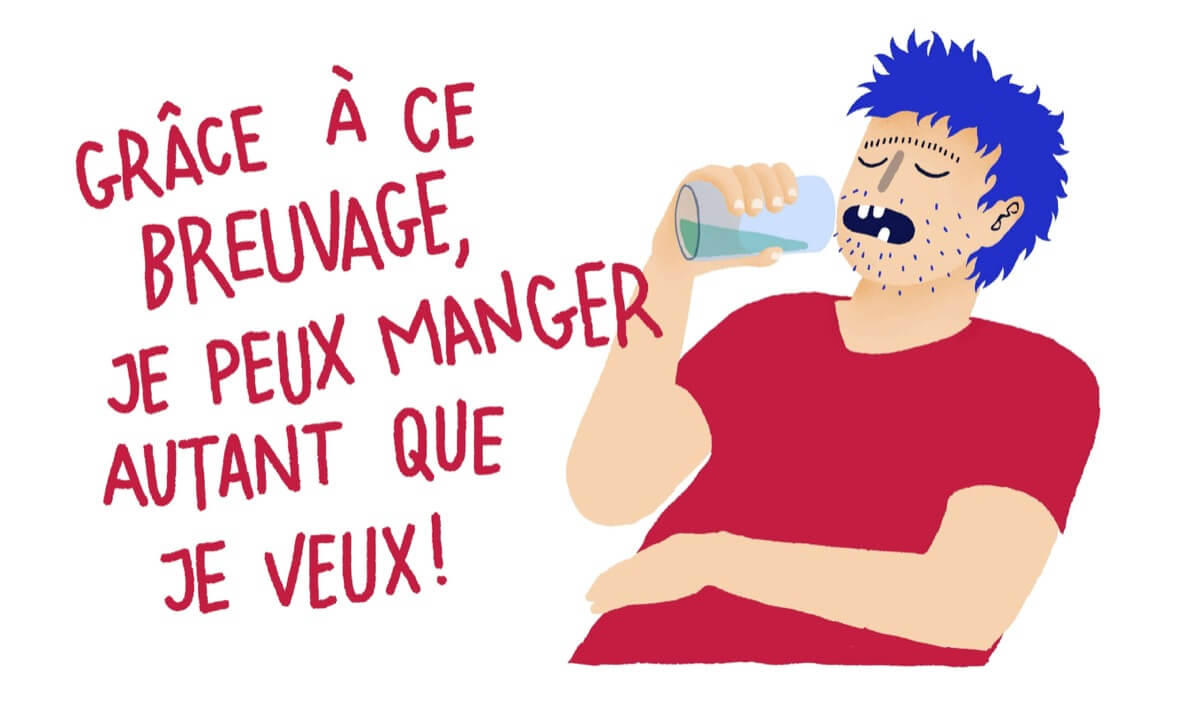 GRÂCE À CE
BREUVAGE,
JE PEUX MANGER
AUTANT QUE
JE VEUX!